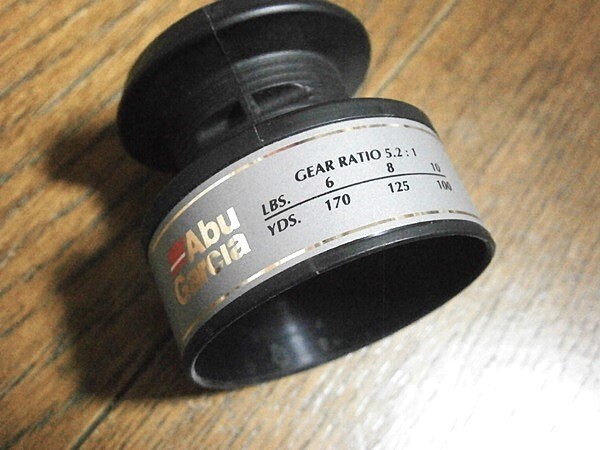 Abu
Garcia
GEAR RATIO 5.2 : 1
LBS. 6 8 10
YDS. 170 125 100